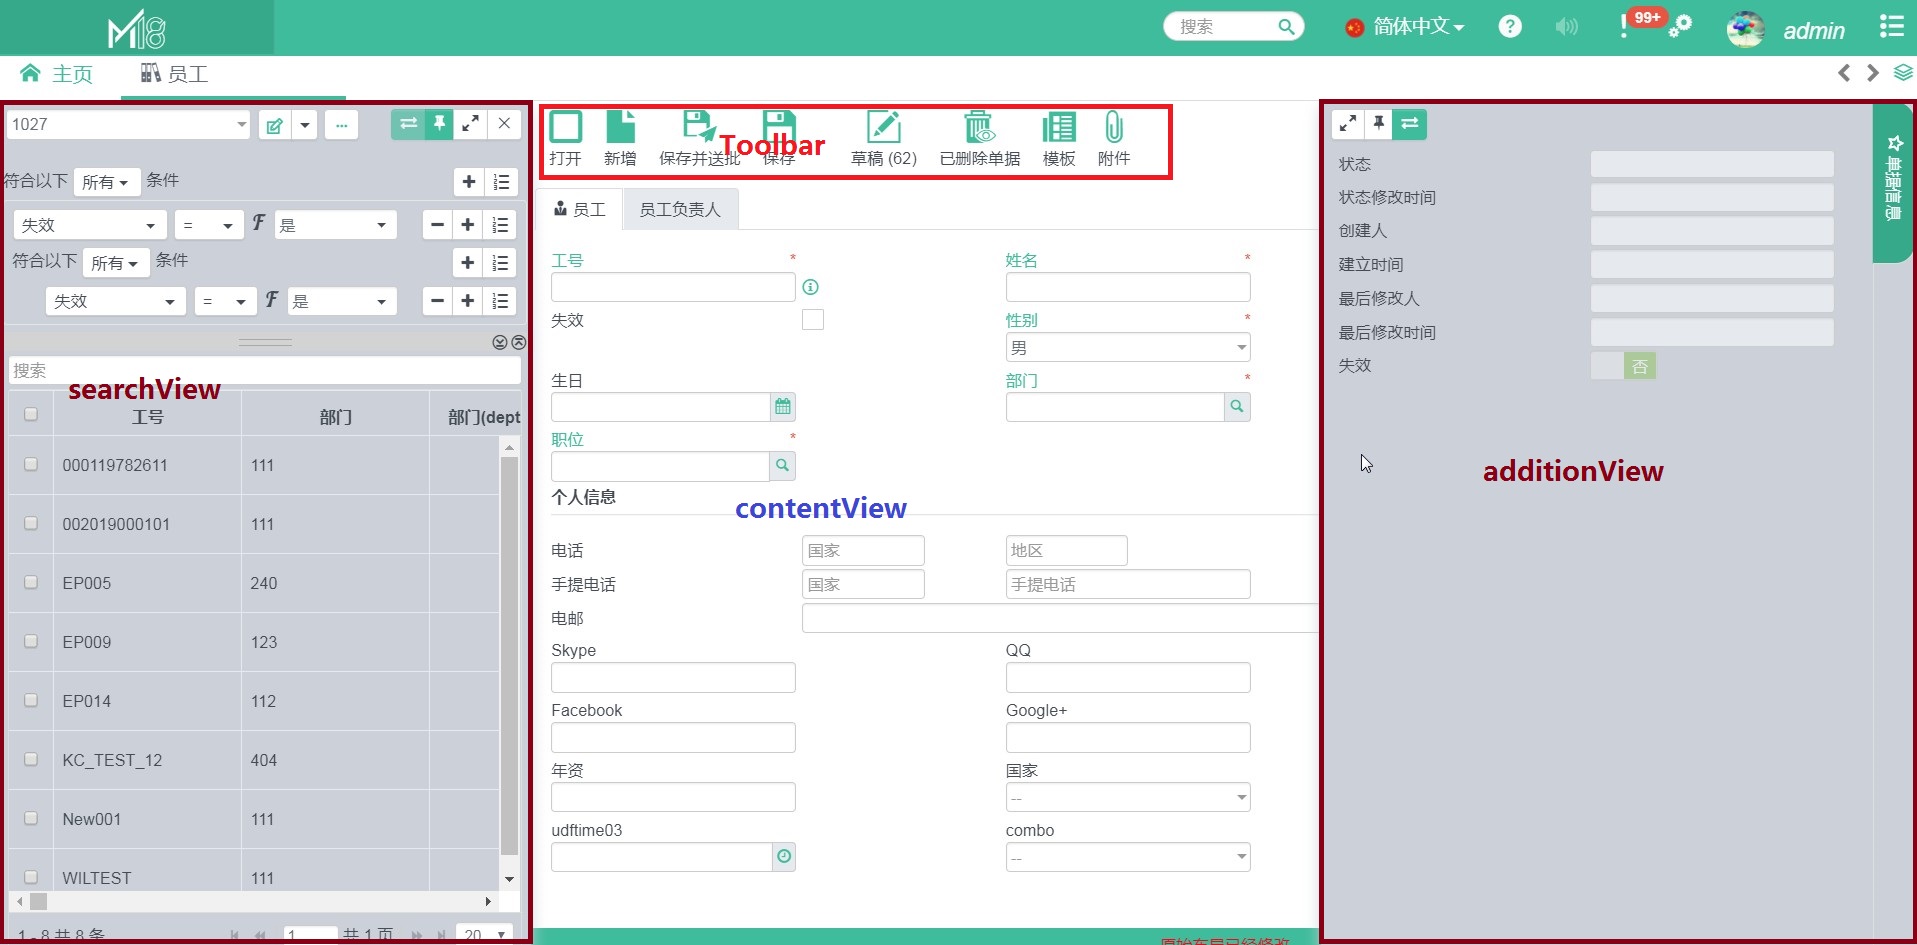 M18
搜索
简体中文
?
99+
admin
主页
员工
1027
符合以下 所有 条件
失效 = F 是
符合以下 所有 条件
失效 = F 是
搜索
searchView
工号 部门 部门(dept
000119782611 111
002019000101 111
EP005 240
EP009 123
EP014 112
KC_TEST_12 404
New001 111
WILTEST 111
1 - 8 共 8 条 1 共 1 页 20
Toolbar
打开 新增 保存并送批 保存 草稿 (62) 已删除单据 模板 附件
员工 员工负责人
工号 * 姓名 *
失效 性别 *
男
生日 部门 *
职位 *
个人信息
contentView
电话 国家 地区
手提电话 国家 手提电话
电邮
Skype QQ
Facebook Google+
年资 国家
--
udftime03 combo
--
原始布局已经修改
状态
状态修改时间
创建人
建立时间
最后修改人
最后修改时间
失效 否
additionView
单据信息